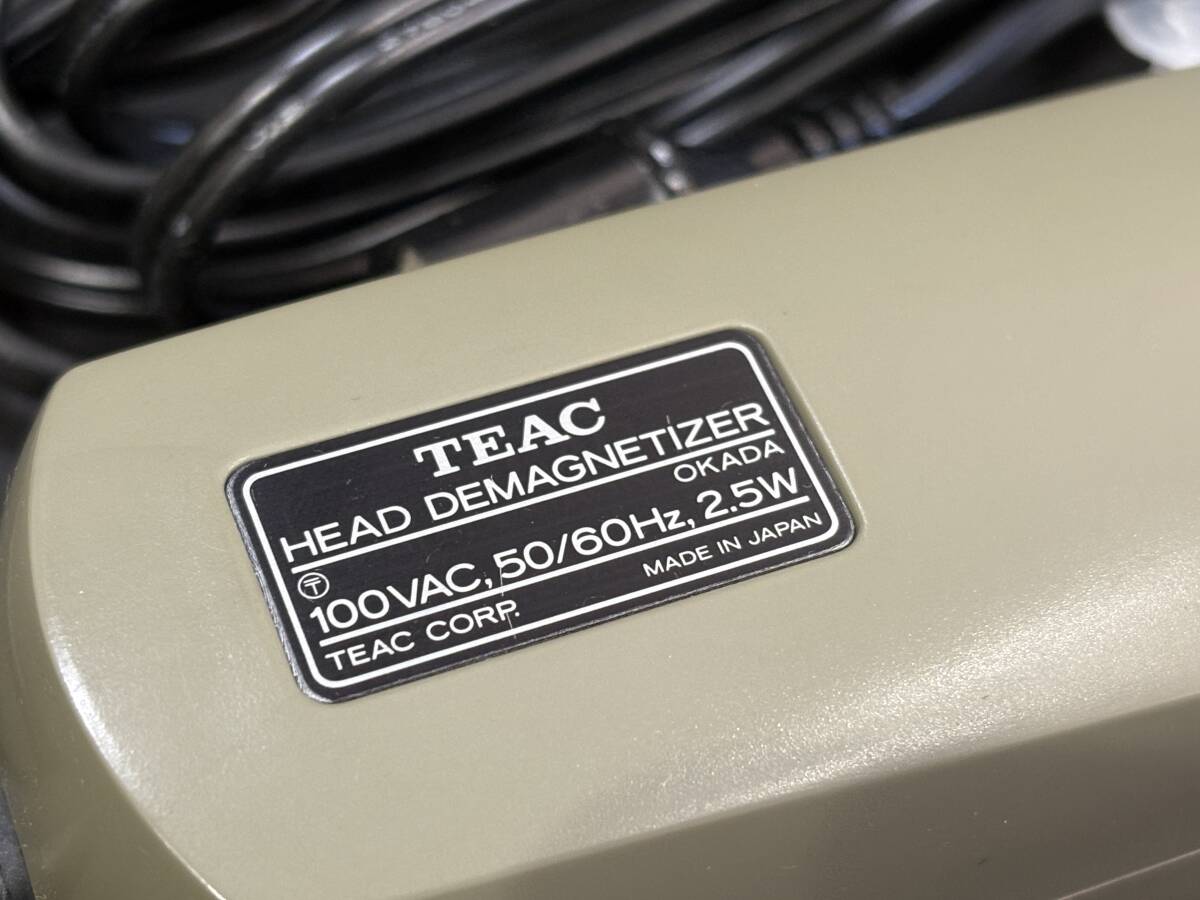 TEAC
HEAD DEMAGNETIZER
OKADA
〒
100VAC, 50/60Hz, 2.5W
TEAC CORP. MADE IN JAPAN